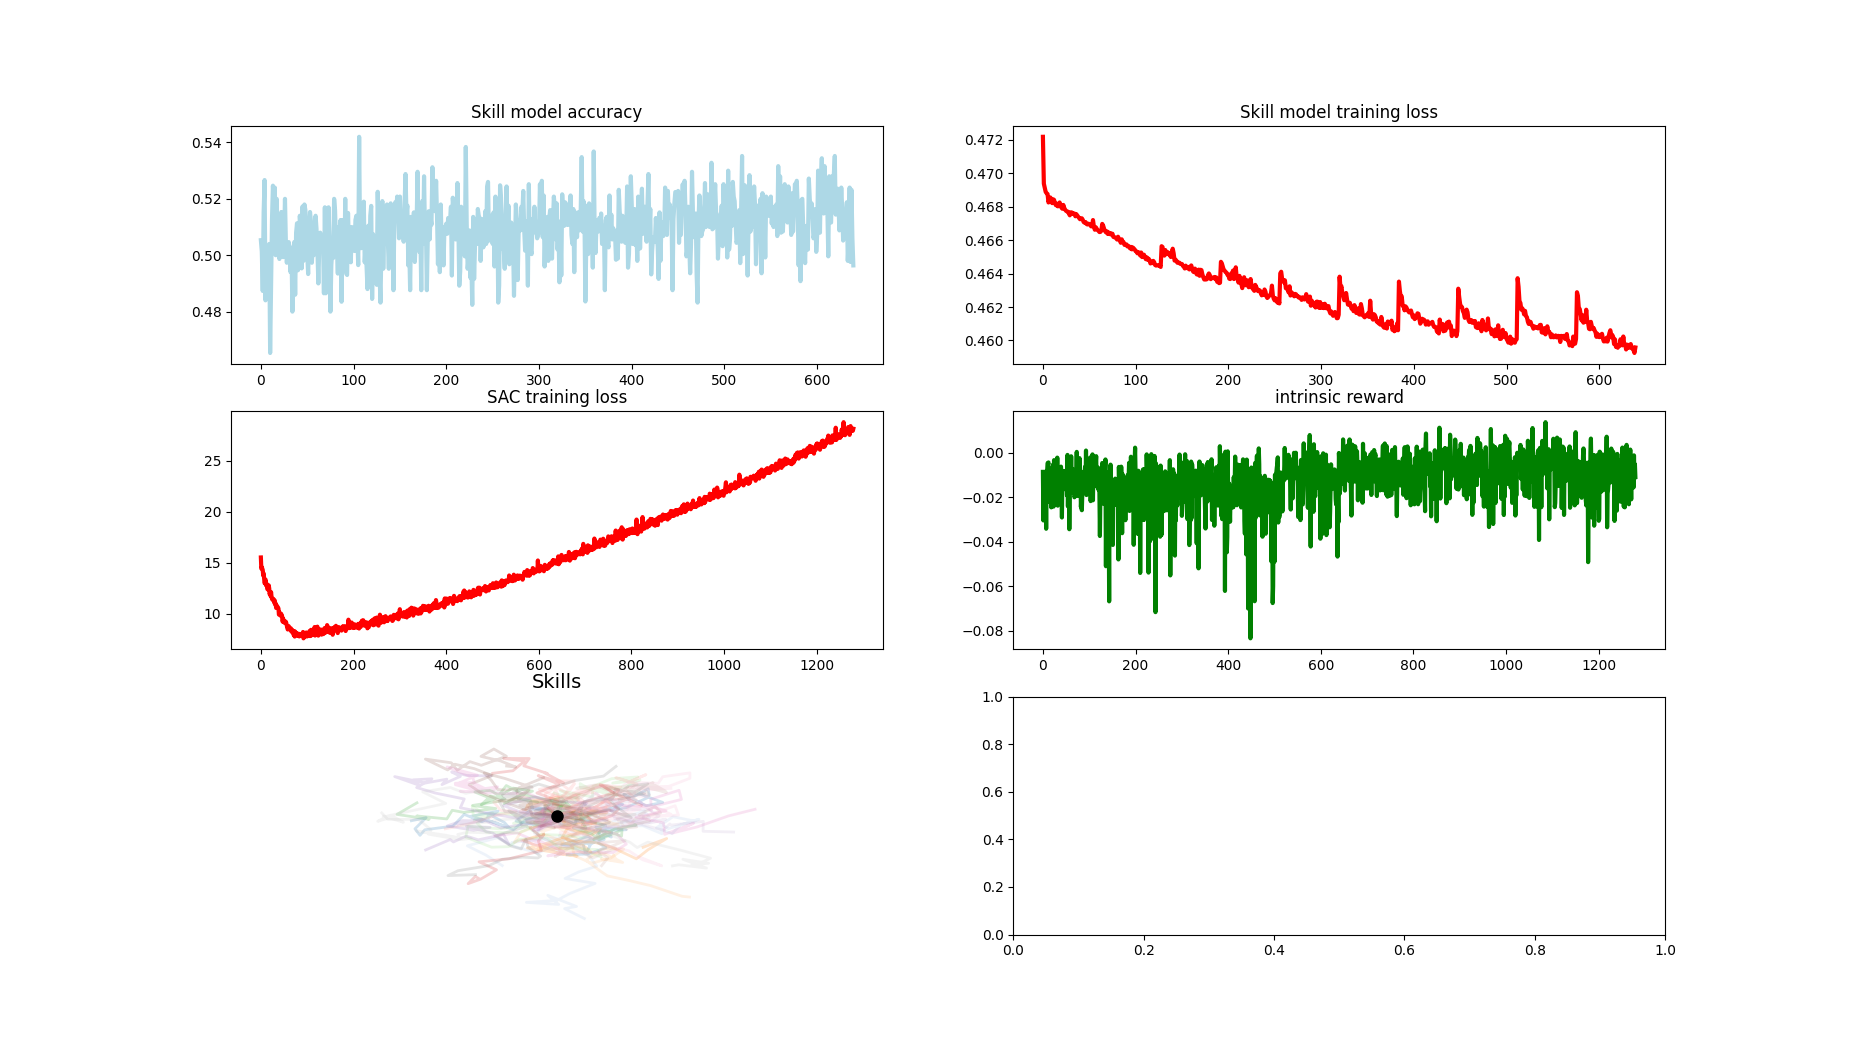 Skill model accuracy
0.54
0.52
0.50
0.48
0 100 200 300 400 500 600
Skill model training loss
0.472
0.470
0.468
0.466
0.464
0.462
0.460
0 100 200 300 400 500 600
SAC training loss
25
20
15
10
0 200 400 600 800 1000 1200
intrinsic reward
0.00
−0.02
−0.04
−0.06
−0.08
0 200 400 600 800 1000 1200
Skills
1.0
0.8
0.6
0.4
0.2
0.0
0.0 0.2 0.4 0.6 0.8 1.0